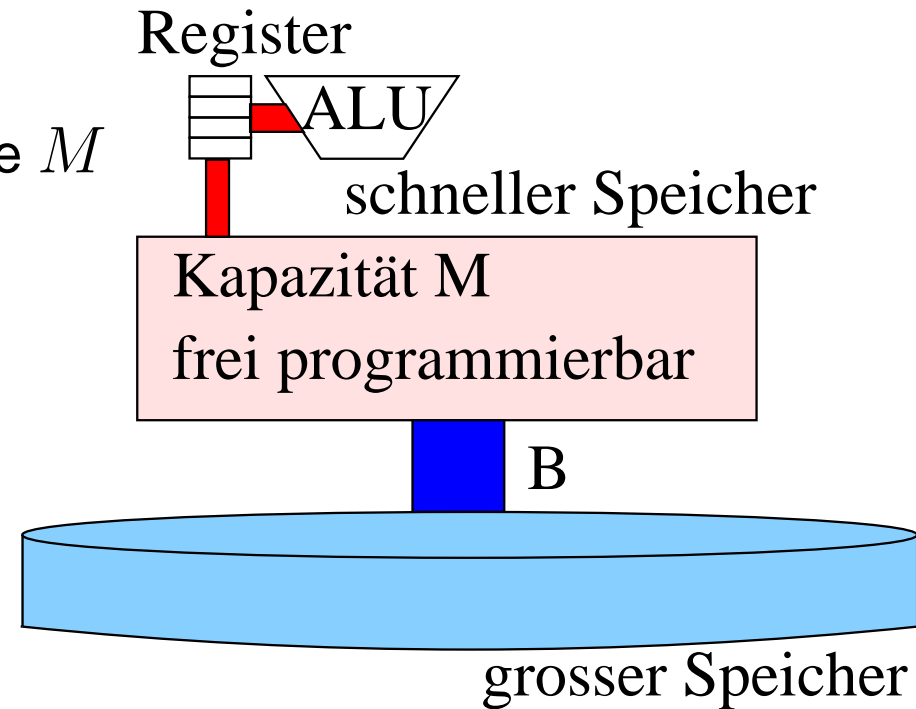 Register
ALU
e M
schneller Speicher
Kapazität M
frei programmierbar
B
grosser Speicher